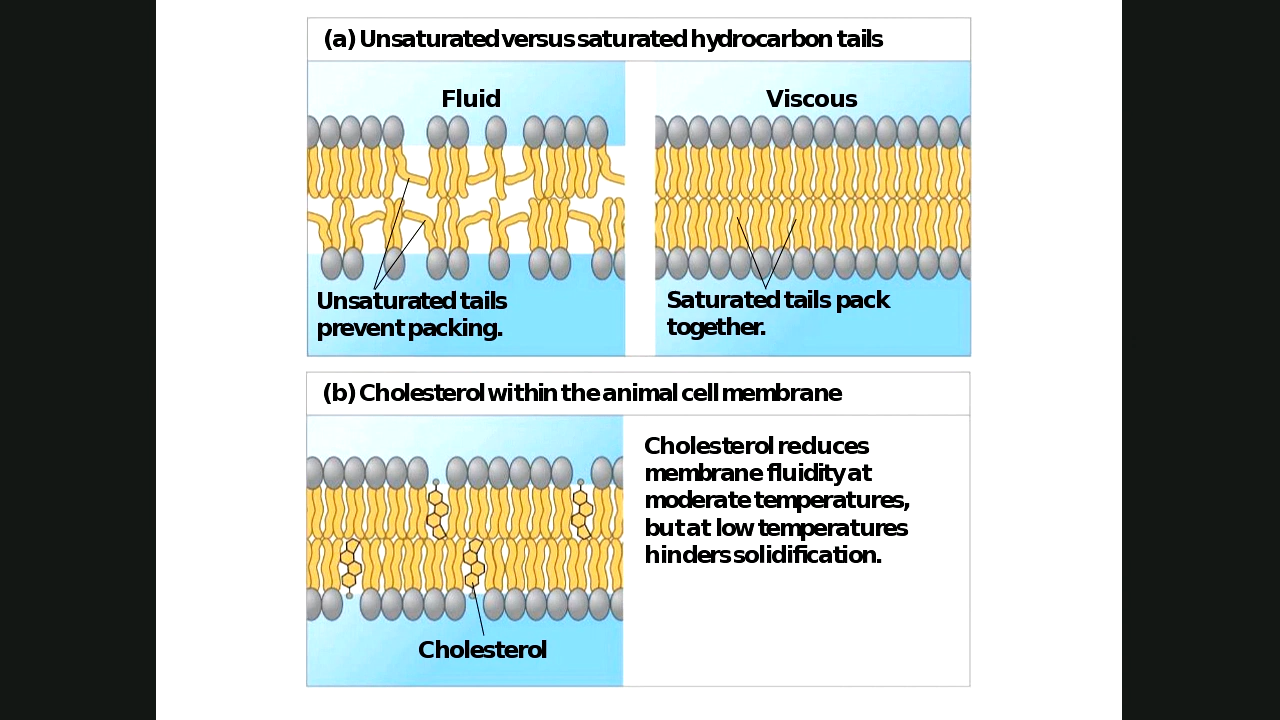 (a) Unsaturated versus saturated hydrocarbon tails
Fluid
Viscous
Unsaturated tails
prevent packing.
Saturated tails pack
together.
(b) Cholesterol within the animal cell membrane
Cholesterol reduces
membrane fluidity at
moderate temperatures,
but at low temperatures
hinders solidification.
Cholesterol